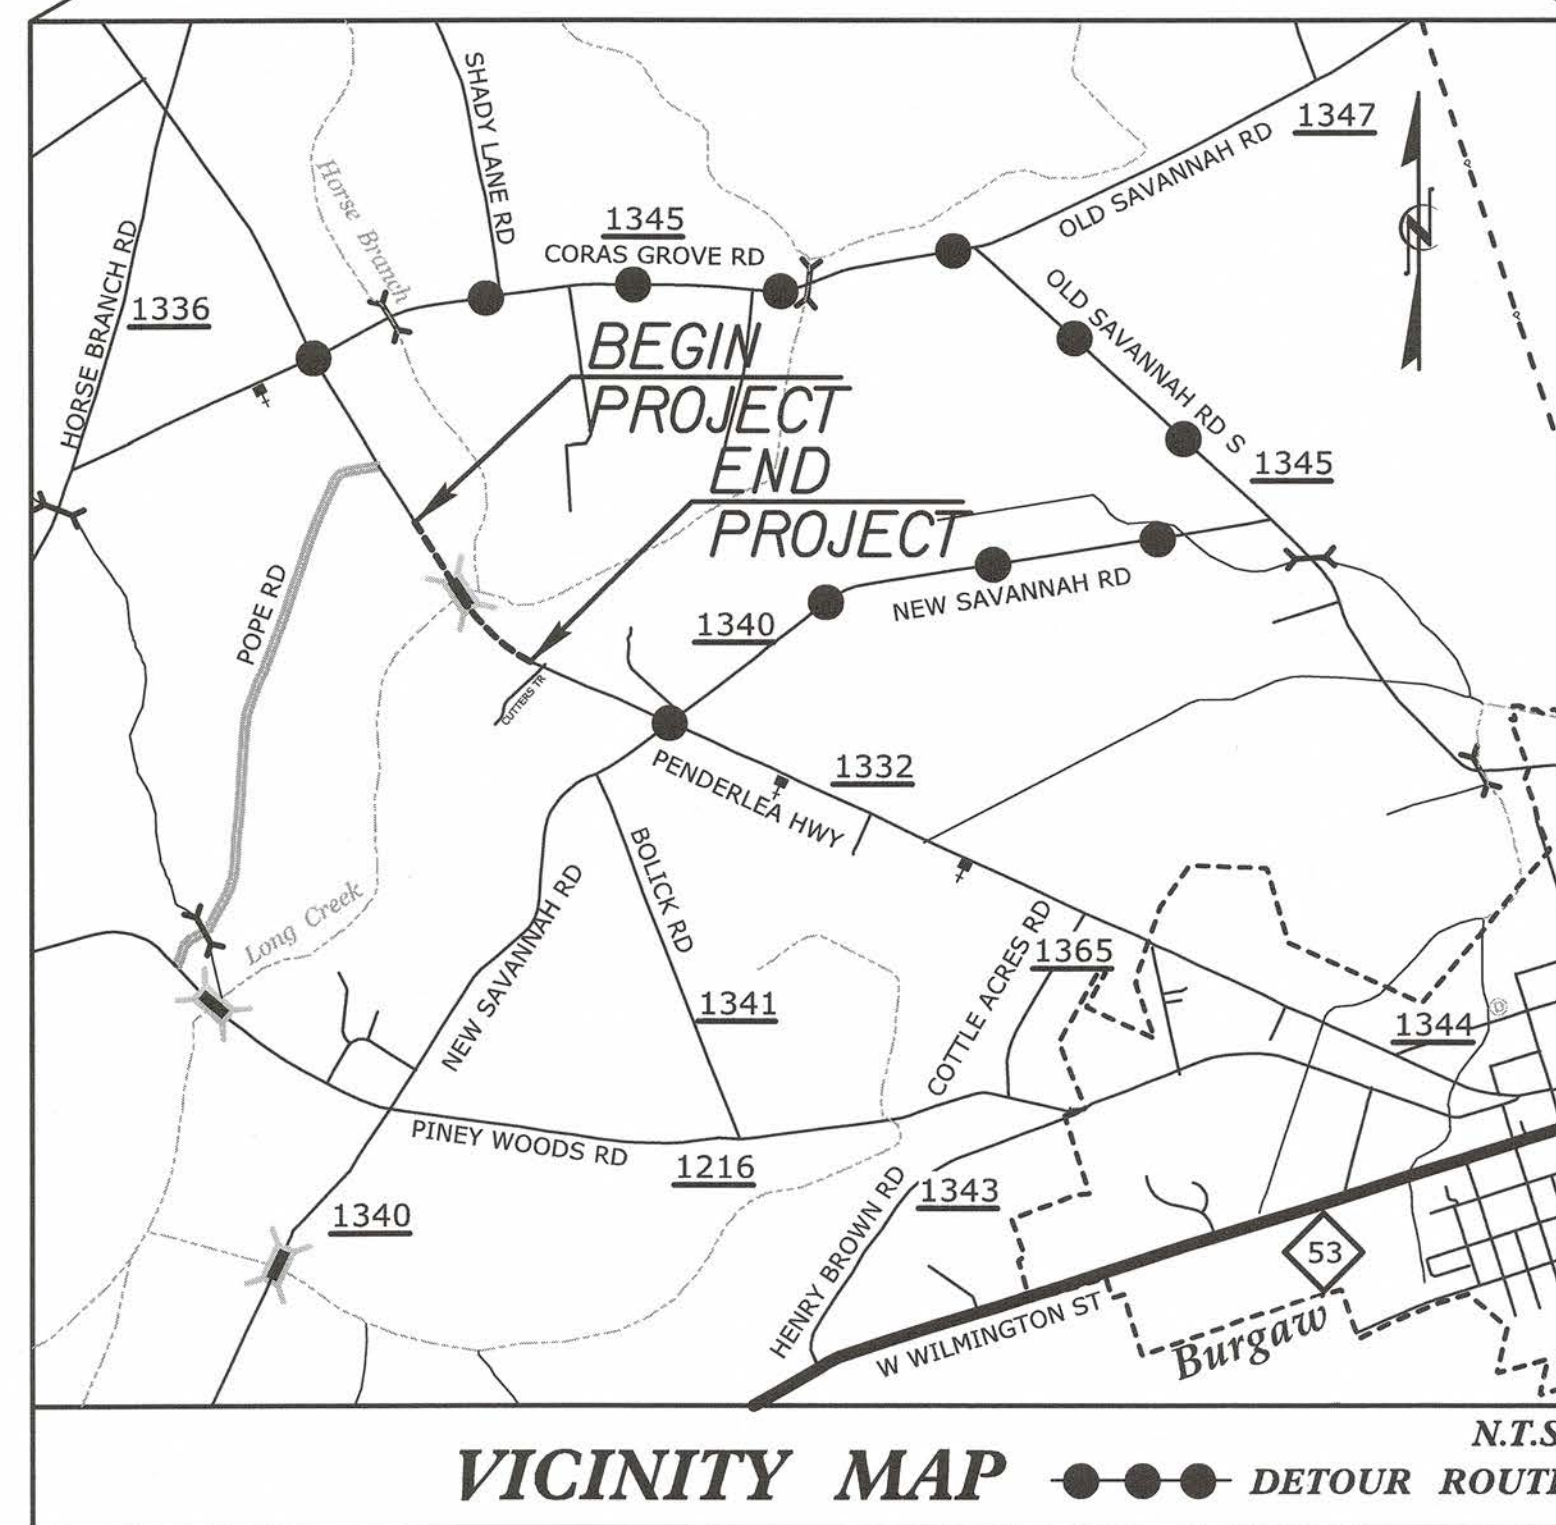 SHADY LANE RD
1347
OLD SAVANNAH RD
Horse Branch
1345
CORAS GROVE RD
HORSE BRANCH RD
1336
N
OLD SAVANNAH RD S
1345
BEGIN
PROJECT
END
PROJECT
POPE RD
NEW SAVANNAH RD
1340
CUTTERS TR
PENDERLEA HWY
1332
BOLICK RD
NEW SAVANNAH RD
Long Creek
COTTLE ACRES RD
1365
1341
1344
PINEY WOODS RD
1216
1340
HENRY BROWN RD
1343
53
W WILMINGTON ST
Burgaw
N.T.S
VICINITY MAP
DETOUR ROUT